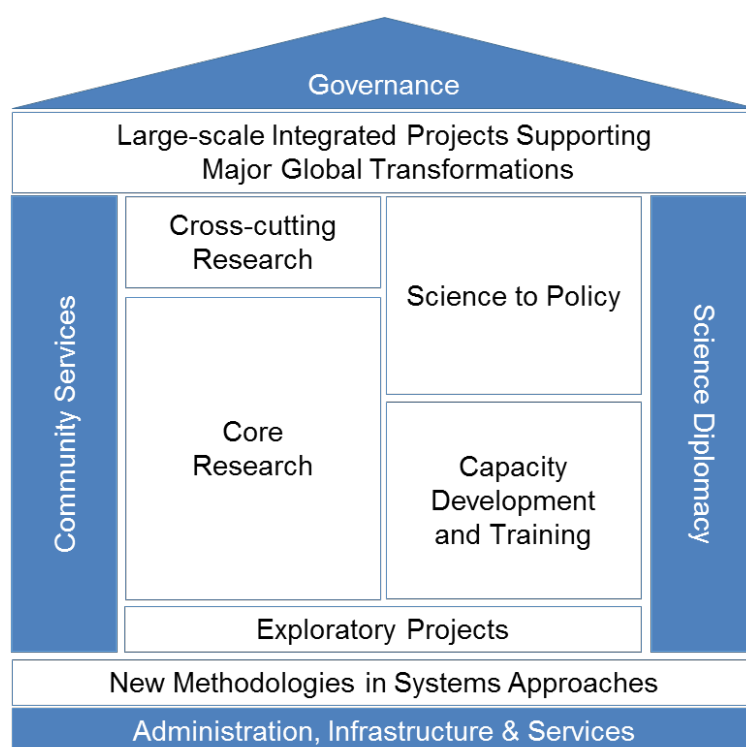 Governance
Large-scale Integrated Projects Supporting
Major Global Transformations
Community Services
Cross-cutting
Research
Core
Research
Science to Policy
Capacity
Development
and Training
Science Diplomacy
Exploratory Projects
New Methodologies in Systems Approaches
Administration, Infrastructure & Services